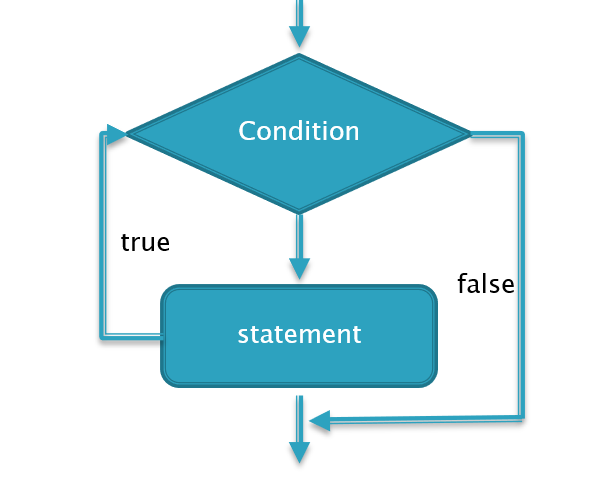 Condition
true
false
statement